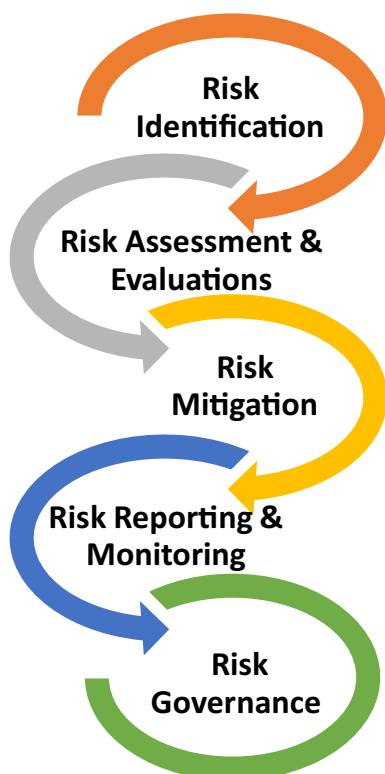 Risk
Identification
Risk Assessment &
Evaluations
Risk
Mitigation
Risk Reporting &
Monitoring
Risk
Governance